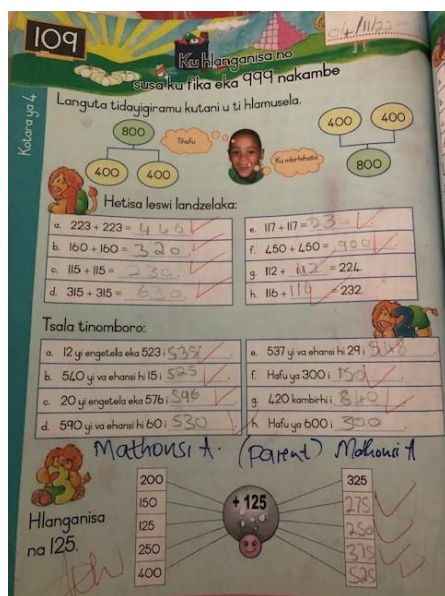 109
04/11/22
Ku hlanganisa no
susa ku fika eka 999 nakambe
Kotara ya 4
Languta tidayigiramu kutani u ti hlamusela.
800
400 400
Tihafu
Ku mbirhihata
400 400
800
Hetisa leswi landzelaka:
a. 223 + 223 = 446
b. 160 + 160 = 320
c. 115 + 115 = 230
d. 315 + 315 = 630
e. 117 + 117 = 234
f. 450 + 450 = 900
g. 112 + 112 = 224
h. 116 + 116 = 232
Tsala tinomboro:
a. 12 yi engetela eka 523 i 535
b. 540 yi va ehansi hi 15 i 525
c. 20 yi engetela eka 576 i 596
d. 590 yi va ehansi hi 60 i 530
e. 537 yi va ehansi hi 29 i 548
f. Hafu ya 300 i 150
g. 420 kambirhi i 840
h. Hafu ya 600 i 300
Mathonsi A. (parent) Mathonsi A
3
Hlanganisa
na 125.
200
150
125
250
400
+ 125
325
275
250
375
525